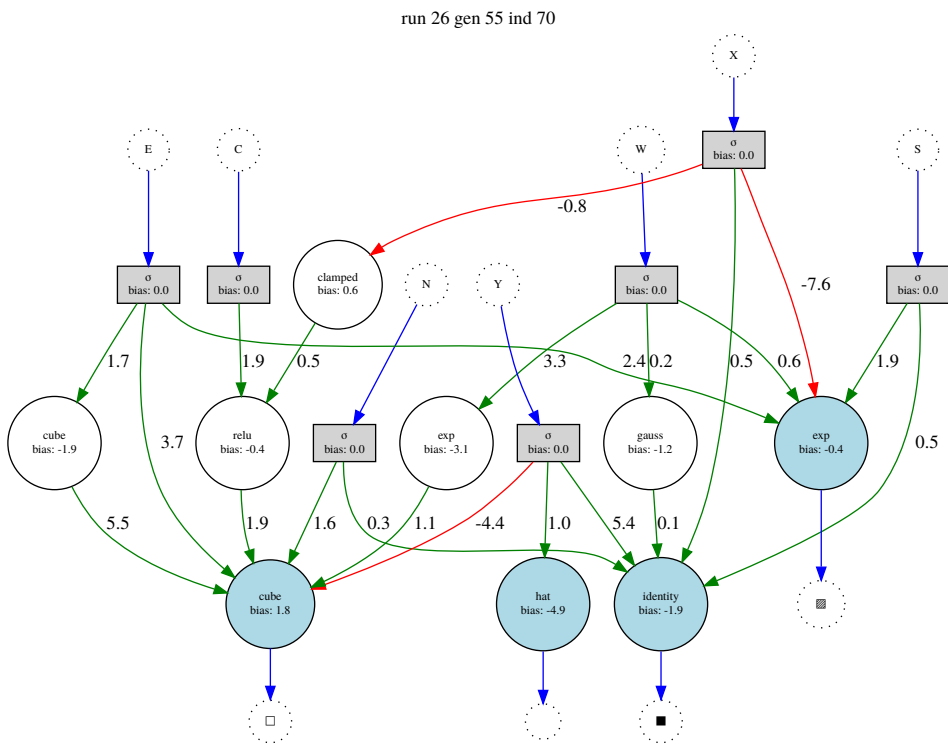 run 26 gen 55 ind 70
X
E
C
W
S
σ
bias: 0.0
-0.8
σ
bias: 0.0
σ
bias: 0.0
clamped
bias: 0.6
N
Y
σ
bias: 0.0
-7.6
σ
bias: 0.0
1.7
1.9
0.5
3.3
2.4
0.2
0.5
0.6
1.9
cube
bias: -1.9
3.7
relu
bias: -0.4
σ
bias: 0.0
exp
bias: -3.1
σ
bias: 0.0
gauss
bias: -1.2
exp
bias: -0.4
0.5
5.5
1.9
1.6
0.3
1.1
-4.4
1.0
5.4
0.1
cube
bias: 1.8
hat
bias: -4.9
identity
bias: -1.9
▨
□
■